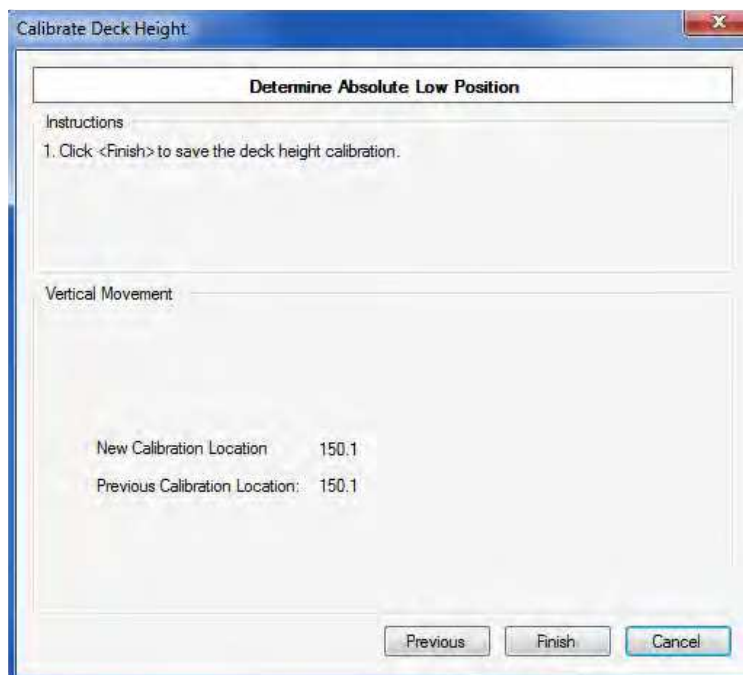 Calibrate Deck Height
Determine Absolute Low Position
Instructions
1. Click <Finish> to save the deck height calibration.
Vertical Movement
New Calibration Location 150.1
Previous Calibration Location: 150.1
Previous Finish Cancel